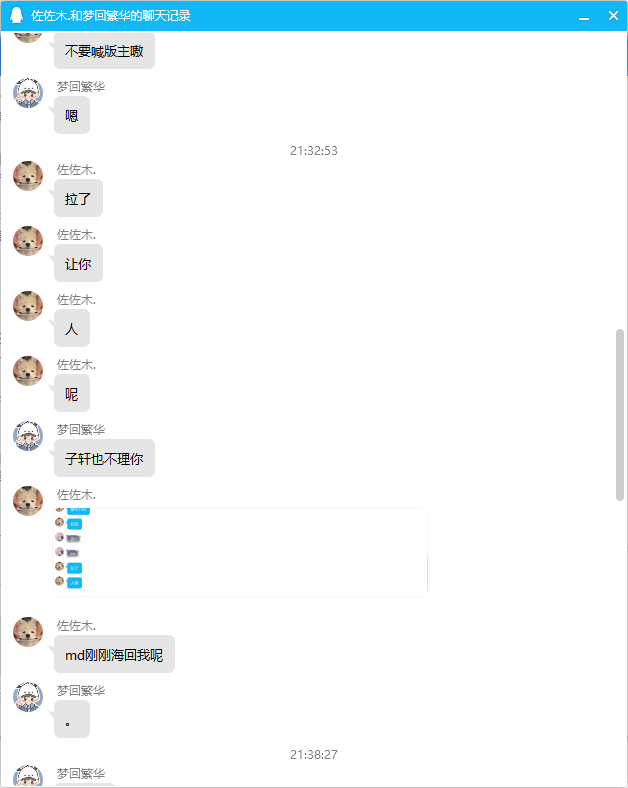 佐佐木.和梦回繁华的聊天记录
不要喊版主嗷
梦回繁华
嗯
21:32:53
佐佐木.
拉了
佐佐木.
让你
佐佐木.
人
佐佐木.
呢
梦回繁华
子轩也不理你
佐佐木.
佐佐木.
md刚刚海回我呢
梦回繁华
。
21:38:27
梦回繁华